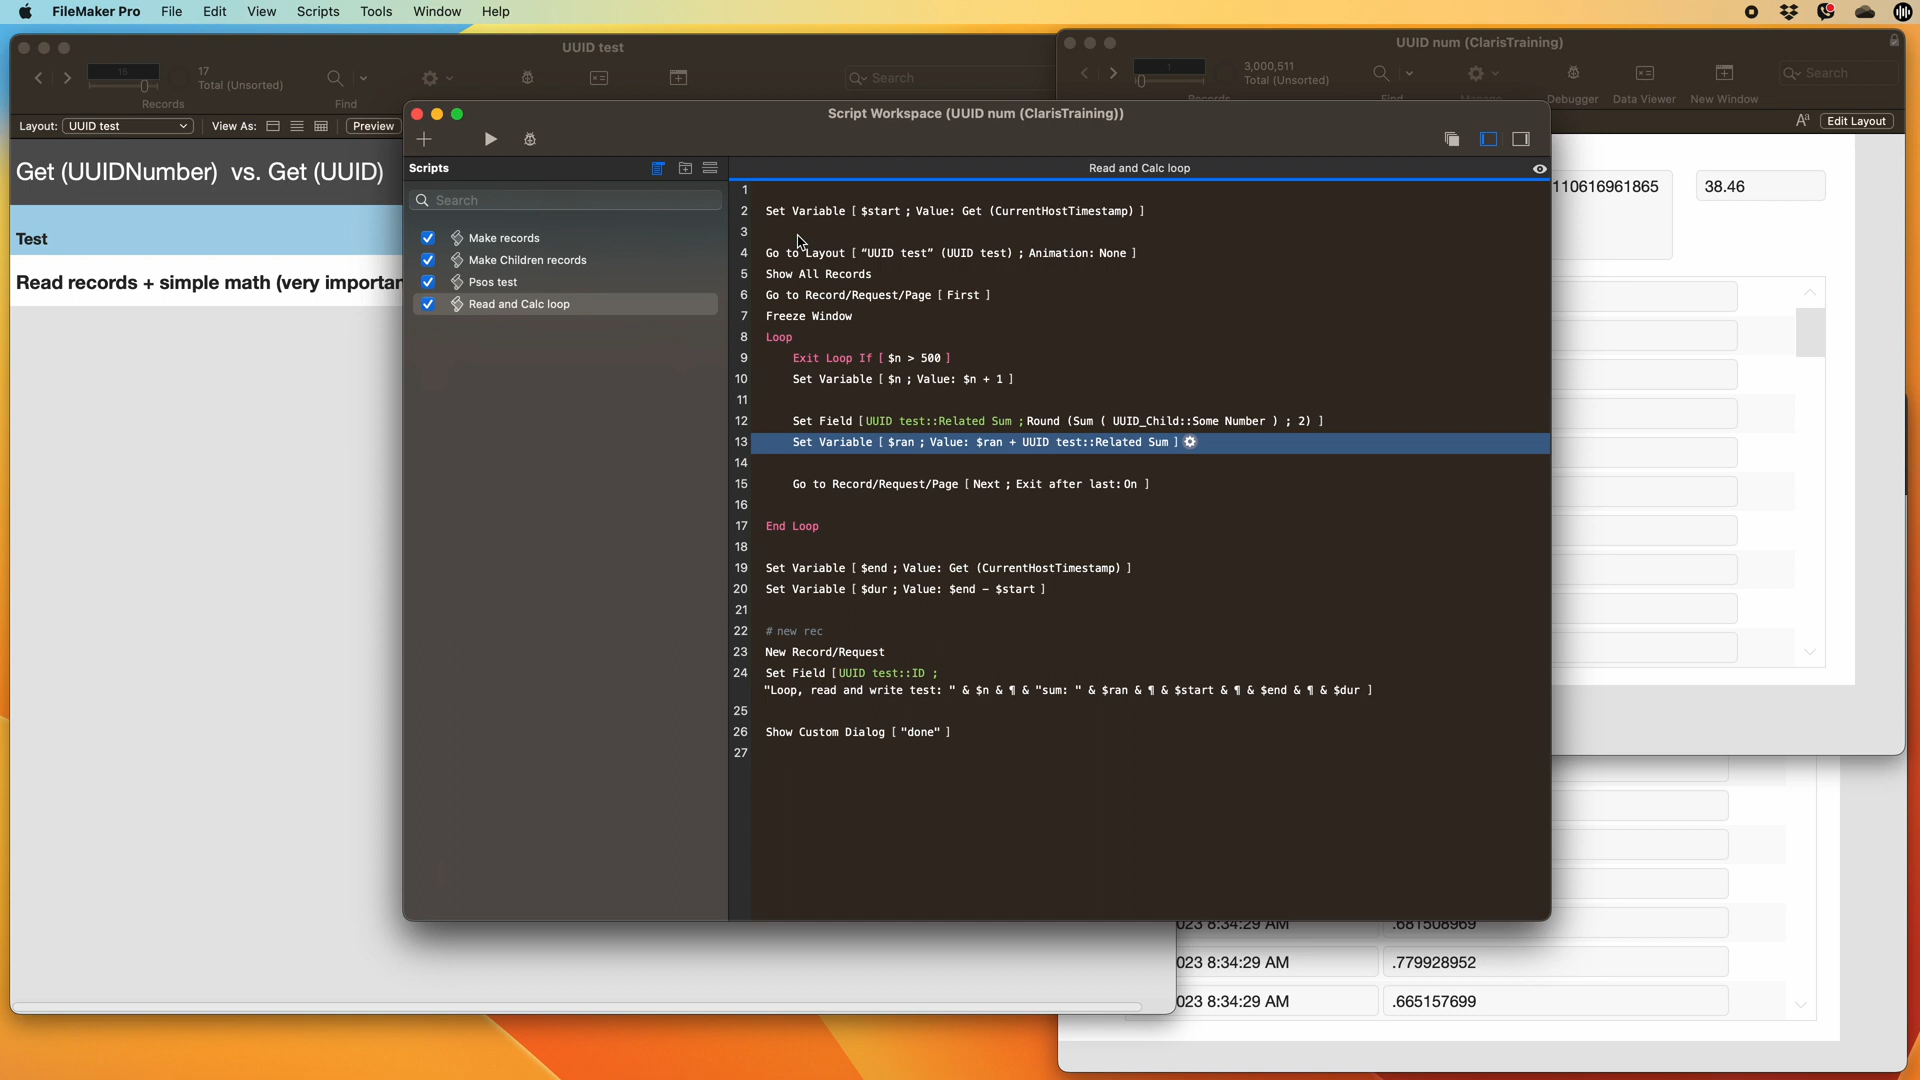 FileMaker Pro File Edit View Scripts Tools Window Help
UUID test
15
17
Total (Unsorted)
Records
Find
Search
UUID num (ClarisTraining)
1
3,000,511
Total (Unsorted)
Search
Debugger Data Viewer New Window
Layout: UUID test View As: Preview
Aª Edit Layout
Get (UUIDNumber) vs. Get (UUID)
Test
Read records + simple math (very importan
Script Workspace (UUID num (ClarisTraining))
Scripts
Read and Calc loop
Search
Make records
Make Children records
Psos test
Read and Calc loop
1
2 Set Variable [ $start ; Value: Get (CurrentHostTimestamp) ]
3
4 Go to Layout [ “UUID test” (UUID test) ; Animation: None ]
5 Show All Records
6 Go to Record/Request/Page [ First ]
7 Freeze Window
8 Loop
9 Exit Loop If [ $n > 500 ]
10 Set Variable [ $n ; Value: $n + 1 ]
11
12 Set Field [ UUID test::Related Sum ; Round (Sum ( UUID_Child::Some Number ) ; 2) ]
13 Set Variable [ $ran ; Value: $ran + UUID test::Related Sum ]
14
15 Go to Record/Request/Page [ Next ; Exit after last: On ]
16
17 End Loop
18
19 Set Variable [ $end ; Value: Get (CurrentHostTimestamp) ]
20 Set Variable [ $dur ; Value: $end - $start ]
21
22 # new rec
23 New Record/Request
24 Set Field [ UUID test::ID ;
"Loop, read and write test: " & $n & ¶ & "sum: " & $ran & ¶ & $start & ¶ & $end & ¶ & $dur ]
25
26 Show Custom Dialog [ "done" ]
27
110616961865
38.46
023 8:34:29 AM .681508969
023 8:34:29 AM .779928952
023 8:34:29 AM .665157699